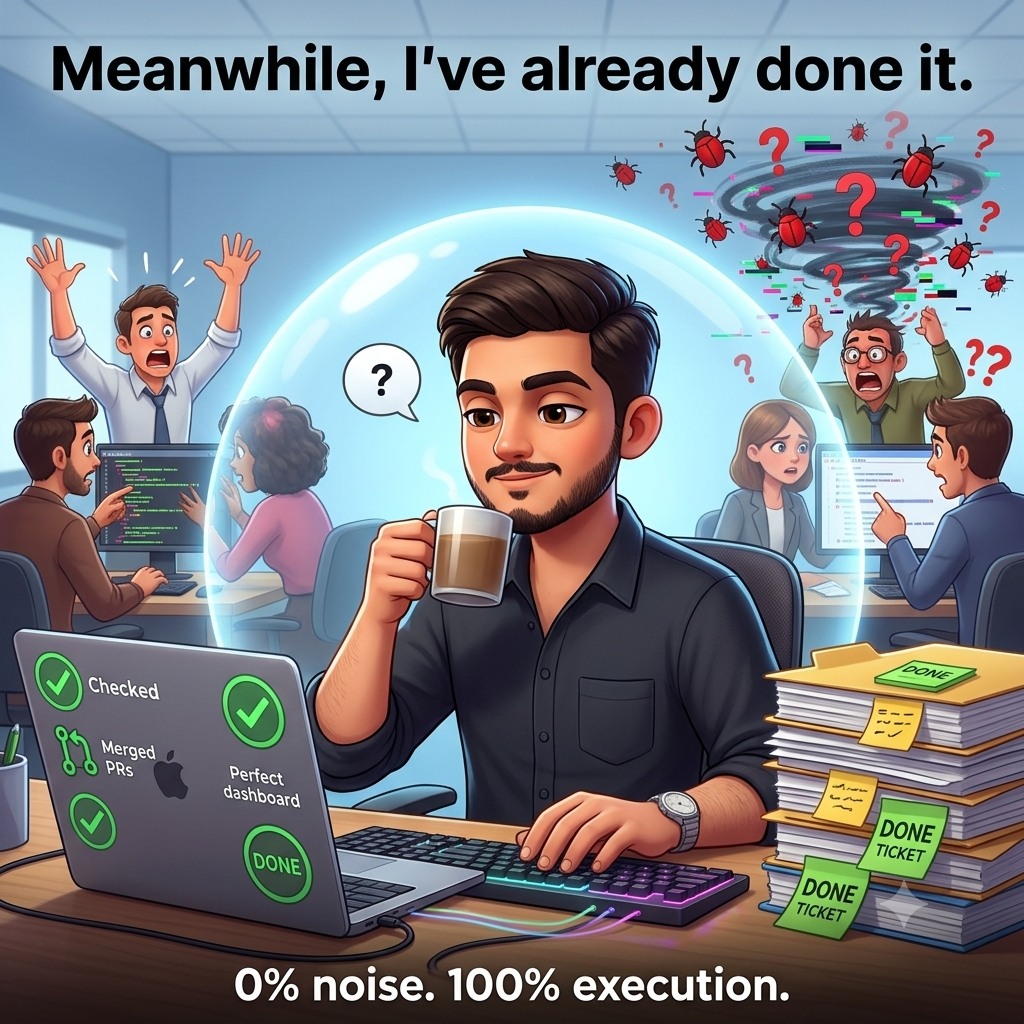 Meanwhile, I've already done it.
?
?
?
?
?
?
?
?
?
?
??
Checked
Merged
PRs
Perfect
dashboard
DONE
DONE
DONE
TICKET
DONE
TICKET
0% noise. 100% execution.